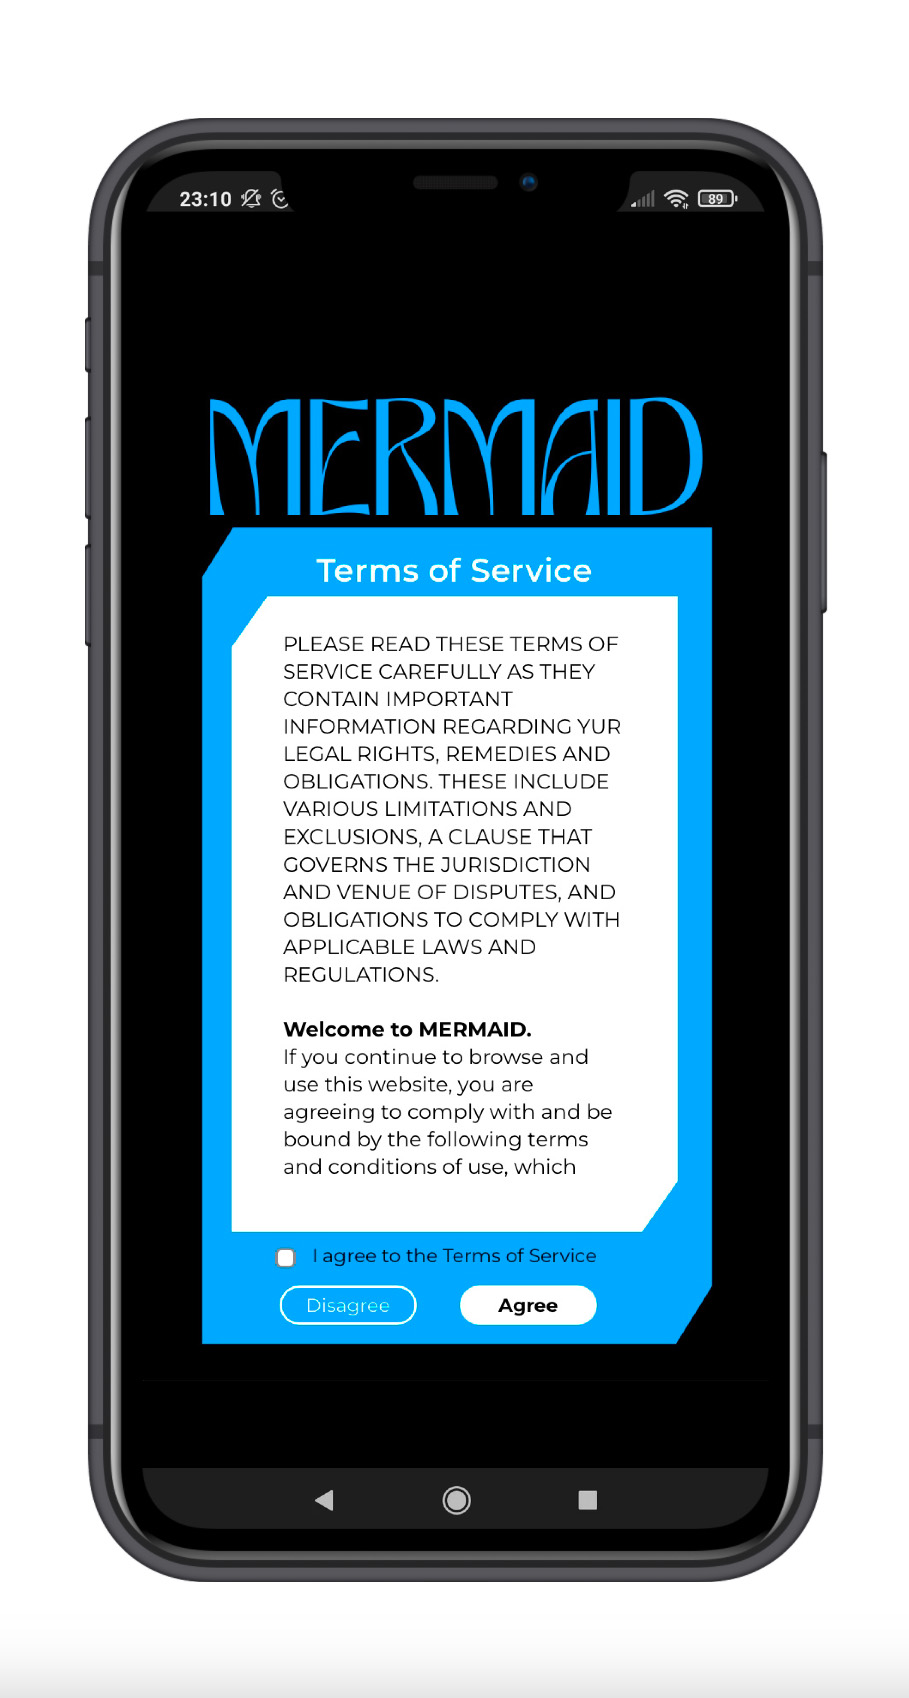 23:10
89
MERMAID
Terms of Service
PLEASE READ THESE TERMS OF
SERVICE CAREFULLY AS THEY
CONTAIN IMPORTANT
INFORMATION REGARDING YUR
LEGAL RIGHTS, REMEDIES AND
OBLIGATIONS. THESE INCLUDE
VARIOUS LIMITATIONS AND
EXCLUSIONS, A CLAUSE THAT
GOVERNS THE JURISDICTION
AND VENUE OF DISPUTES, AND
OBLIGATIONS TO COMPLY WITH
APPLICABLE LAWS AND
REGULATIONS.
Welcome to MERMAID.
If you continue to browse and
use this website, you are
agreeing to comply with and be
bound by the following terms
and conditions of use, which
I agree to the Terms of Service
Disagree
Agree